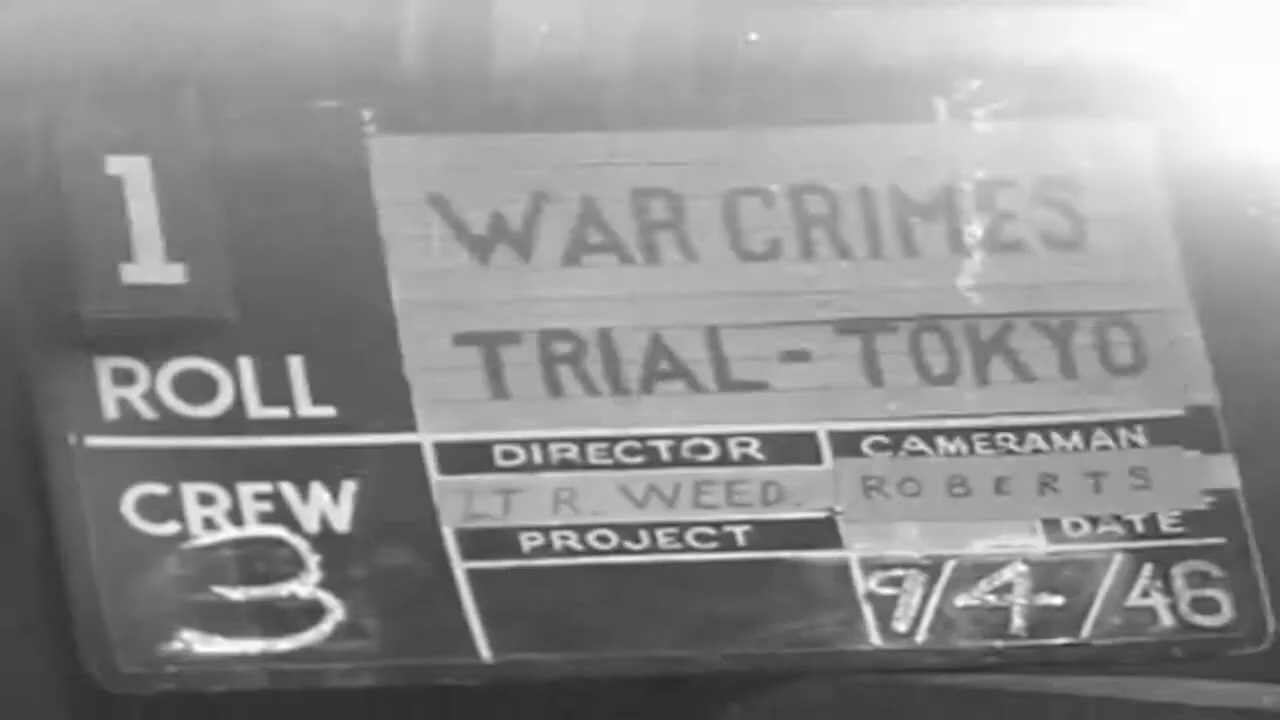 1
ROLL
WAR CRIMES
TRIAL - TOKYO
CREW
3
DIRECTOR
LT R. WEED.
CAMERAMAN
ROBERTS
PROJECT
DATE
9/4/46